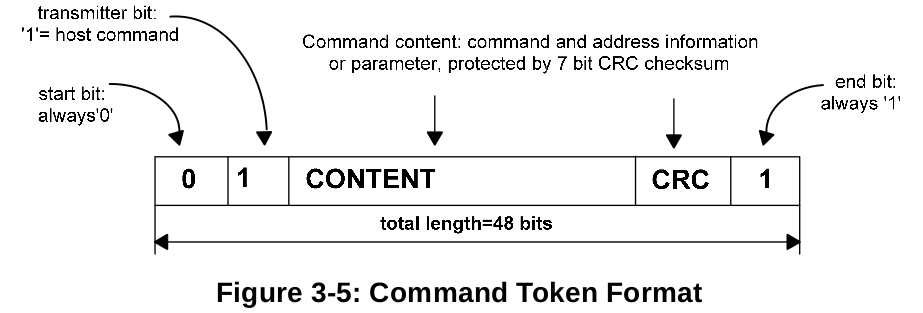 transmitter bit:
'1'= host command
Command content: command and address information
or parameter, protected by 7 bit CRC checksum
start bit:
always'0'
end bit:
always '1'
0 1 CONTENT CRC 1
total length=48 bits
Figure 3-5: Command Token Format